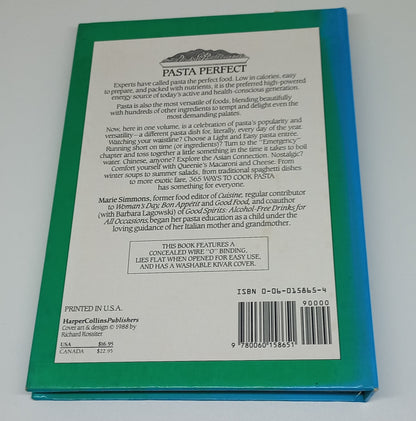 PASTA PERFECT
Experts have called pasta the perfect food. Low in calories, easy
to prepare, and packed with nutrients, it is the preferred high-powered
energy source of today's active and health-conscious generation.
Pasta is also the most versatile of foods, blending beautifully
with hundreds of other ingredients to tempt and delight even the
most demanding palates.
Now, here in one volume, is a celebration of pasta's popularity and
versatility—a different pasta dish for, literally, every day of the year.
Watching your waistline? Choose a Light and Easy pasta entrée.
Running short on time (or ingredients)? Turn to the "Emergency"
chapter and toss together a little something in the time it takes to boil
water. Chinese, anyone? Explore the Asian Connection. Nostalgic?
Comfort yourself with Queenie's Macaroni and Cheese. From
winter soups to summer salads, from traditional spaghetti dishes
to more exotic fare, 365 WAYS TO COOK PASTA
has something for everyone.
Marie Simmons, former food editor of Cuisine, regular contributor
to Woman's Day, Bon Appétit and Good Food, and coauthor
(with Barbara Lagowski) of Good Spirits: Alcohol-Free Drinks for
All Occasions, began her pasta education as a child under the
loving guidance of her Italian mother and grandmother.
THIS BOOK FEATURES A
CONCEALED WIRE "O" BINDING,
LIES FLAT WHEN OPENED FOR EASY USE,
AND HAS A WASHABLE KIVAR COVER.
ISBN 0-06-015865-4
90000
9 780060 158651
PRINTED IN U.S.A.
HarperCollinsPublishers
Cover art & design © 1988 by
Richard Rossiter
USA $16.95
CANADA $22.95